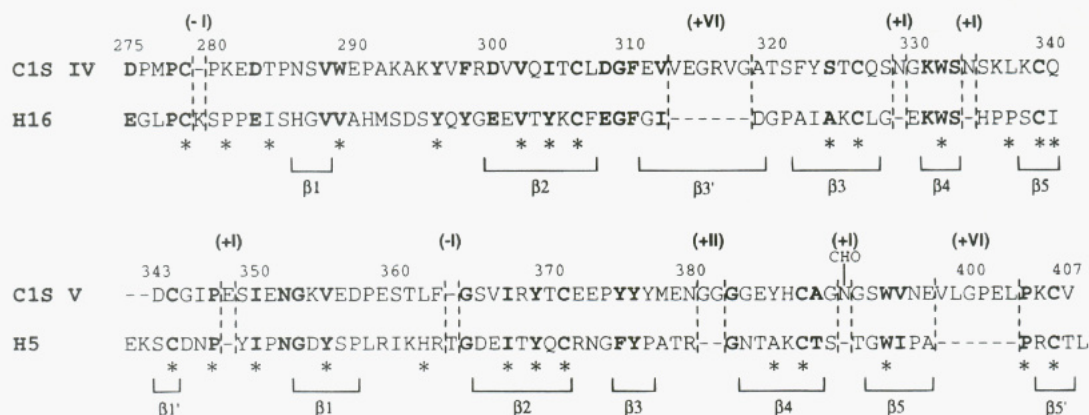 (- I) (+VI) (+I) (+I)
275 280 290 300 310 320 330 340
C1S IV DPMPC-PKEDTPNSVWEPAKAKYVFRDVVQITCLDGFEVVEGRVGATSFYSTCQSNGKWSNSKLKCQ
H16 EGLPCKSPPEISHGVVAHMSDSYQYGEEVTYKCFEGFGI------DGPAIAKCLG-EKWS-HPPSCI
* * * * * * * * * * * * * *
β1 β2 β3' β3 β4 β5
(+I) (-I) (+II) (+I) (+VI)
343 350 360 370 380 CHO 400 407
C1S V --DCGIPESIENGKVEDPESTLF-GSVIRYTCEEPYYYMENGGGGEYHCAGNGSWVNEVLGPELPKCV
H5 EKSCDNP-YIPNGDYSPLRIKHRTGDEITYQCRNGFYPATR--GNTAKCTS-TGWIPA------PRCTL
* * * * * * * * * * * * *
β1' β1 β2 β3 β4 β5 β5'